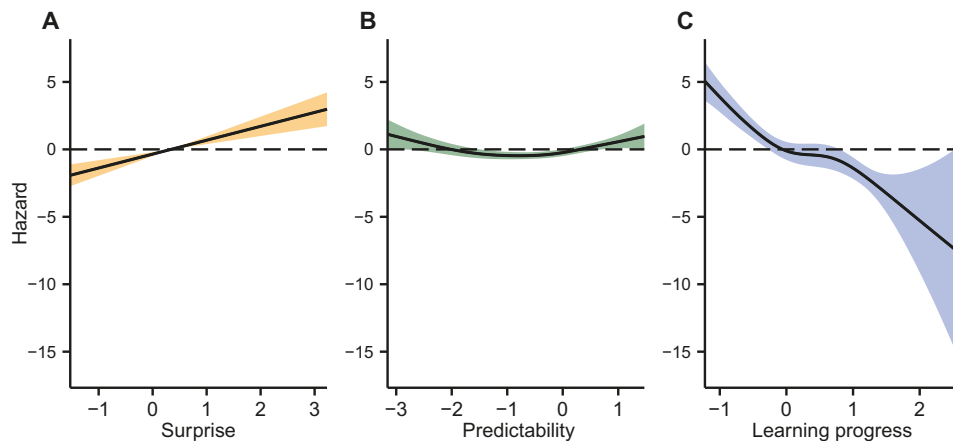 A B C
Hazard
5 5 5
0 0 0
−5 −5 −5
−10 −10 −10
−15 −15 −15
−1 0 1 2 3 −3 −2 −1 0 1 −1 0 1 2
Surprise Predictability Learning progress